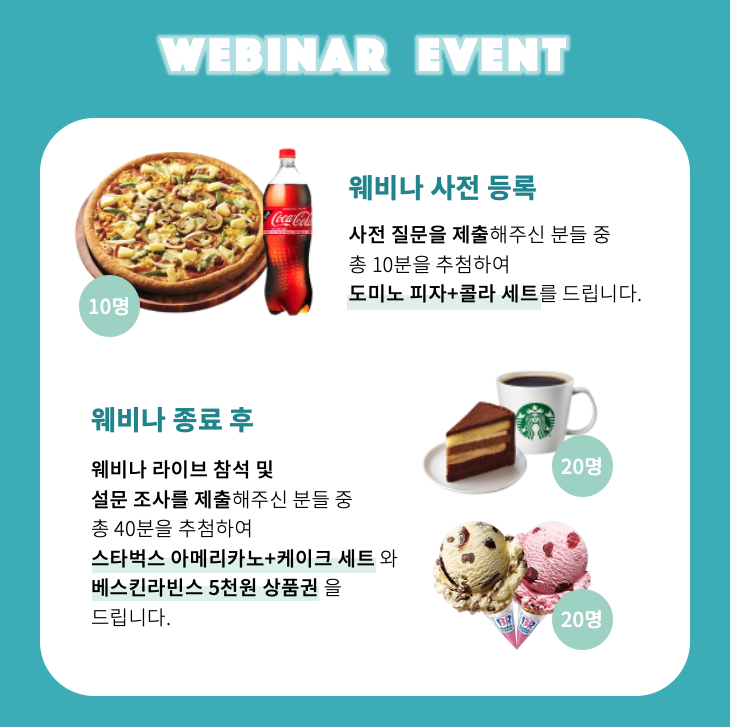 WEBINAR EVENT
웨비나 사전 등록
사전 질문을 제출해주신 분들 중
총 10분을 추첨하여
도미노 피자+콜라 세트를 드립니다.
Coca-Cola
10명
웨비나 종료 후
웨비나 라이브 참석 및
설문 조사를 제출해주신 분들 중
총 40분을 추첨하여
스타벅스 아메리카노+케이크 세트 와
베스킨라빈스 5천원 상품권 을
드립니다.
20명
BR
BR
20명